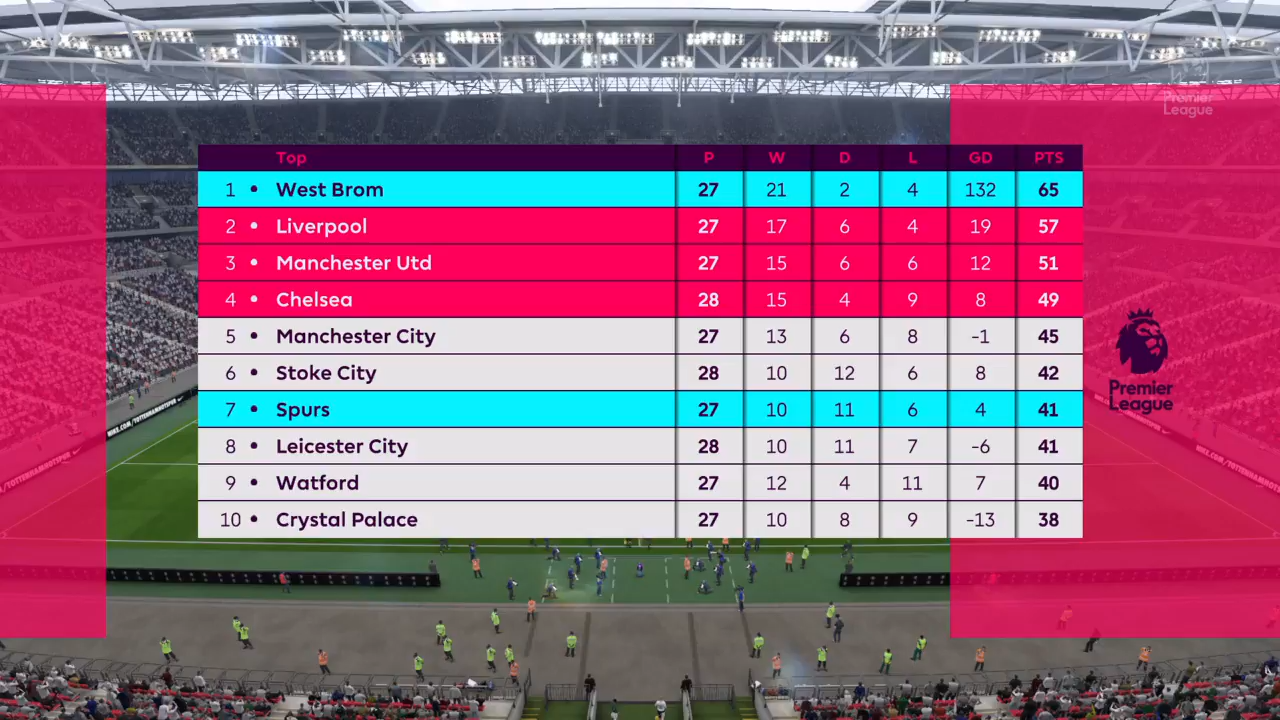 Premier
League
Top P W D L GD PTS
1 • West Brom 27 21 2 4 132 65
2 • Liverpool 27 17 6 4 19 57
3 • Manchester Utd 27 15 6 6 12 51
4 • Chelsea 28 15 4 9 8 49
5 • Manchester City 27 13 6 8 -1 45
6 • Stoke City 28 10 12 6 8 42
7 • Spurs 27 10 11 6 4 41
8 • Leicester City 28 10 11 7 -6 41
9 • Watford 27 12 4 11 7 40
10 • Crystal Palace 27 10 8 9 -13 38
Premier
League
NIKE.COM/TOTTENHAMHOTSPUR